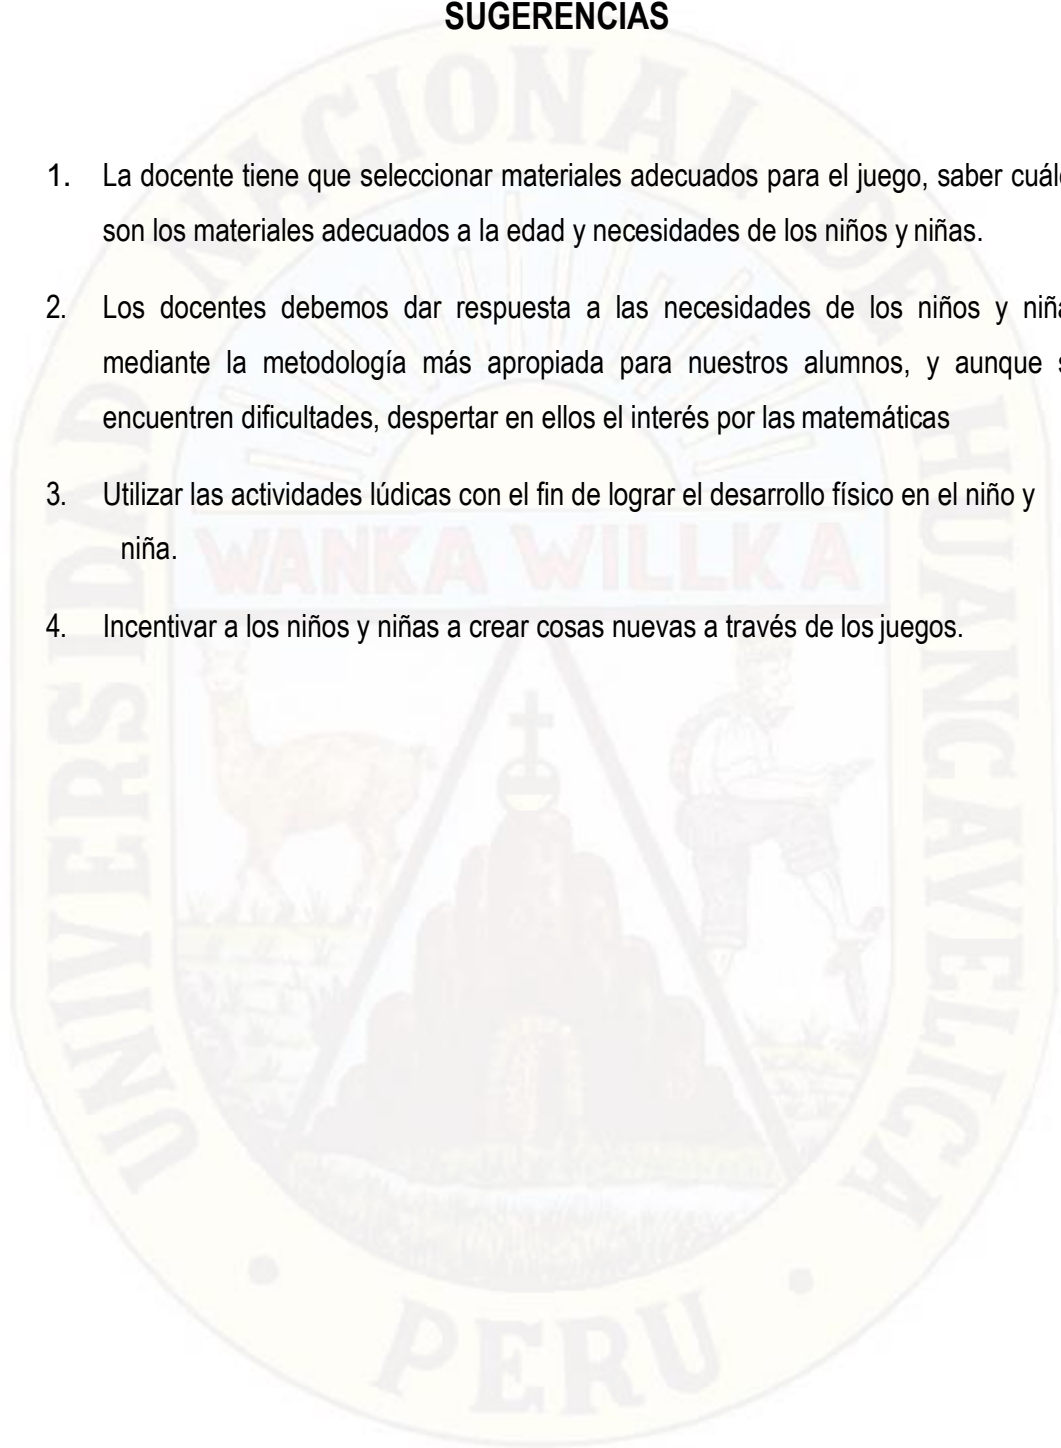 SUGERENCIAS
1. La docente tiene que seleccionar materiales adecuados para el juego, saber
son los materiales adecuados a la edad y necesidades de los niños y niñas.
2. Los docentes debemos dar respuesta a las necesidades de los niños y
mediante la metodología más apropiada para nuestros alumnos, y aunque
encuentren dificultades, despertar en ellos el interés por las matemáticas
3. Utilizar las actividades lúdicas con el fin de lograr el desarrollo físico en el niño y
niña.
4. Incentivar a los niños y niñas a crear cosas nuevas a través de los juegos.
UNIVERSIDAD NACIONAL DE HUANCAVELICA
WANKA WILLKA
PERU